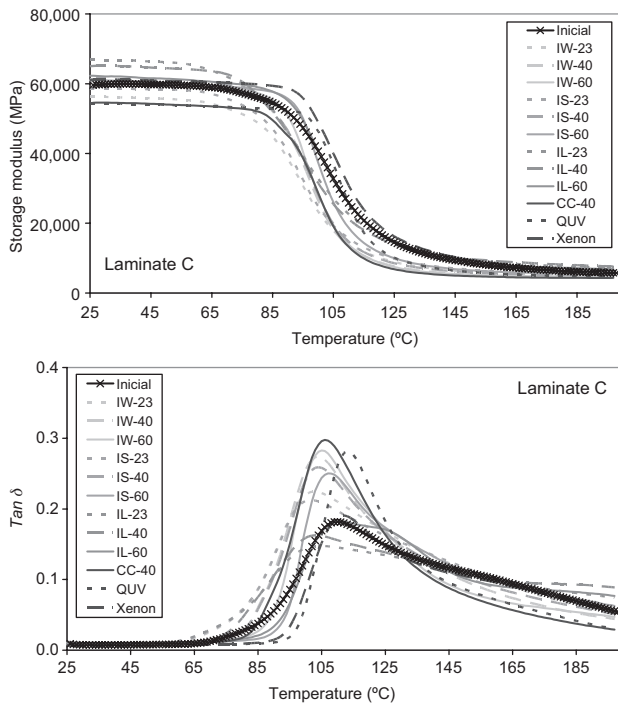 80,000
60,000
40,000
20,000
0
Storage modulus (MPa)
Laminate C
Inicial
IW-23
IW-40
IW-60
IS-23
IS-40
IS-60
IL-23
IL-40
IL-60
CC-40
QUV
Xenon
25 45 65 85 105 125 145 165 185
Temperature (ºC)
0.4
0.3
0.2
0.1
0.0
Tan δ
Inicial
IW-23
IW-40
IW-60
IS-23
IS-40
IS-60
IL-23
IL-40
IL-60
CC-40
QUV
Xenon
Laminate C
25 45 65 85 105 125 145 165 185
Temperature (ºC)